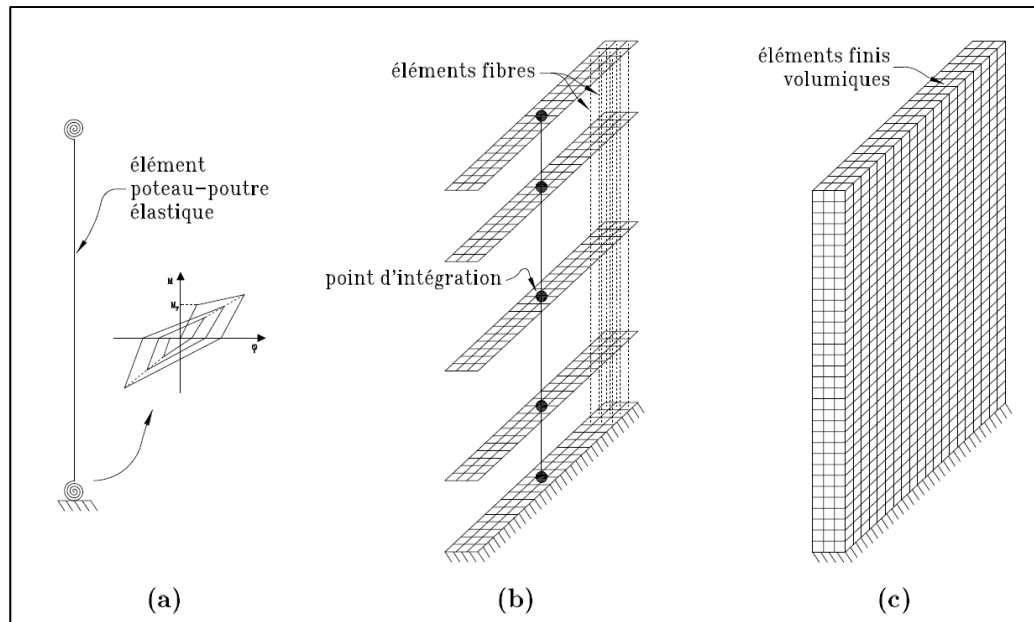 éléments fibres
éléments finis
volumiques
élément
poteau-poutre
élastique
point d'intégration
M
My
φ
(a)
(b)
(c)